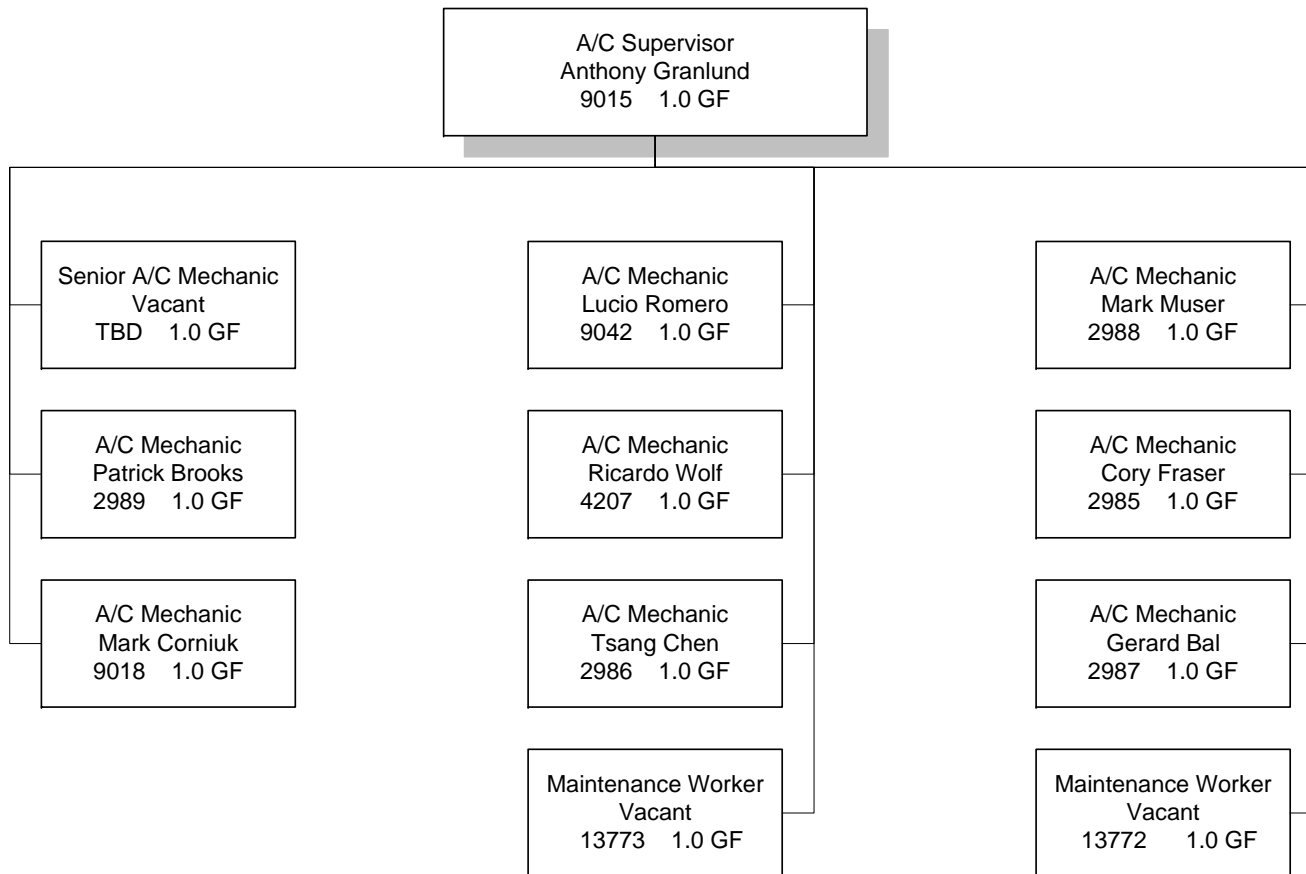 A/C Supervisor
Anthony Granlund
9015 1.0 GF
Senior A/C Mechanic
Vacant
TBD 1.0 GF
A/C Mechanic
Patrick Brooks
2989 1.0 GF
A/C Mechanic
Mark Corniuk
9018 1.0 GF
A/C Mechanic
Lucio Romero
9042 1.0 GF
A/C Mechanic
Ricardo Wolf
4207 1.0 GF
A/C Mechanic
Tsang Chen
2986 1.0 GF
Maintenance Worker
Vacant
13773 1.0 GF
A/C Mechanic
Mark Muser
2988 1.0 GF
A/C Mechanic
Cory Fraser
2985 1.0 GF
A/C Mechanic
Gerard Bal
2987 1.0 GF
Maintenance Worker
Vacant
13772 1.0 GF